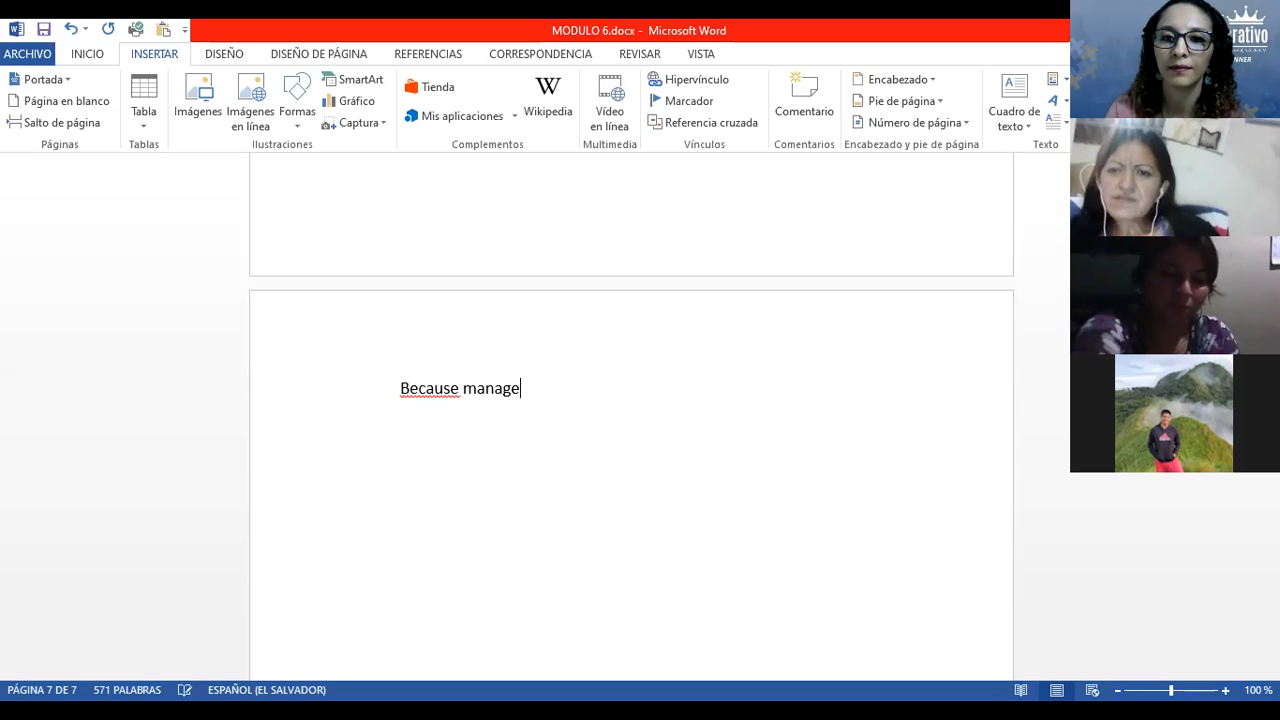 MODULO 6.docx - Microsoft Word
ARCHIVO INICIO INSERTAR DISEÑO DISEÑO DE PÁGINA REFERENCIAS CORRESPONDENCIA REVISAR VISTA
Portada
Página en blanco
Salto de página
Páginas
Tabla
Tablas
Imágenes
Imágenes en línea
Formas
SmartArt
Gráfico
Captura
Ilustraciones
Tienda
Mis aplicaciones
W
Wikipedia
Complementos
Vídeo en línea
Multimedia
Hipervínculo
Marcador
Referencia cruzada
Vínculos
Comentario
Comentarios
Encabezado
Pie de página
Número de página
Encabezado y pie de página
Cuadro de texto
Texto
rativo
NNER
Because manage
PÁGINA 7 DE 7 571 PALABRAS ESPAÑOL (EL SALVADOR) 100 %